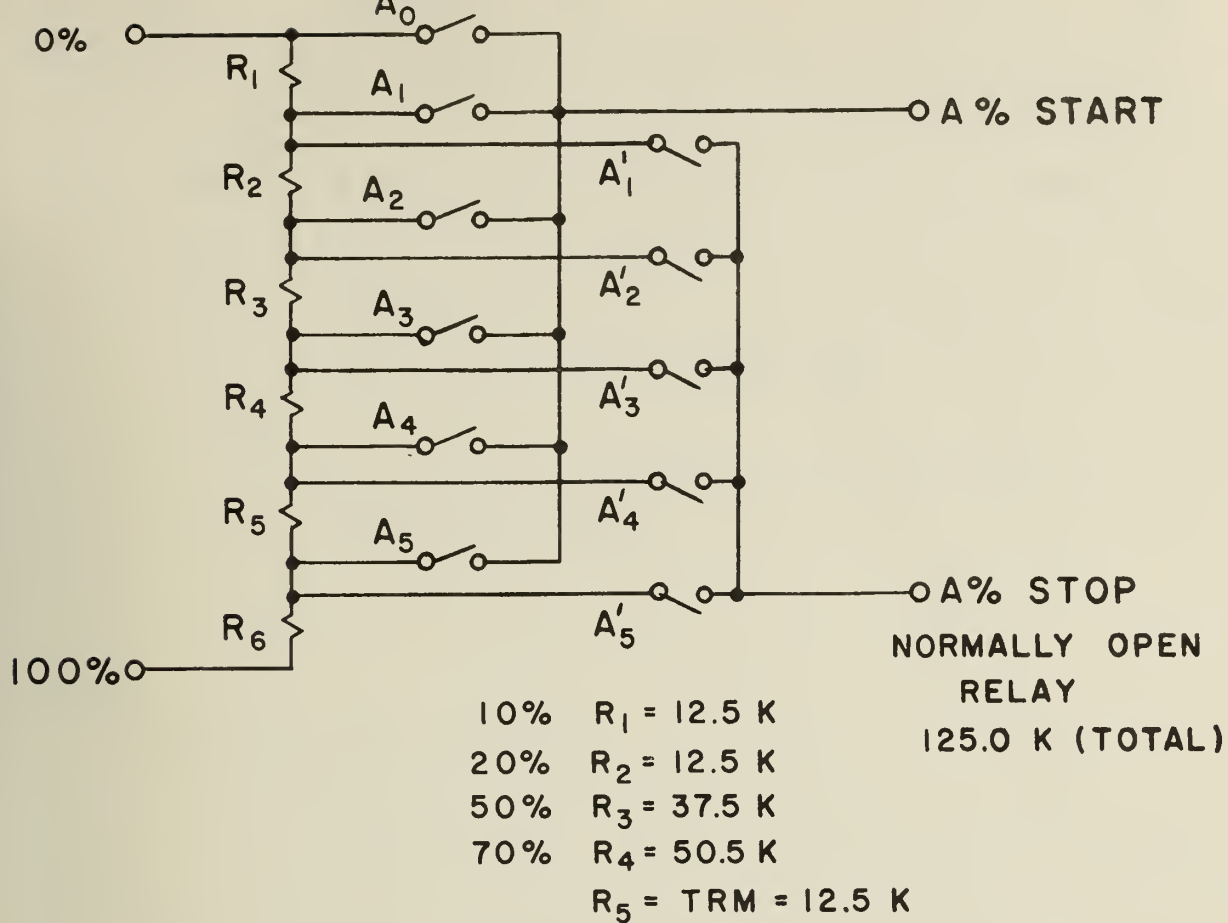 A0
0%
R1
A1
A% START
A'1
R2
A2
A'2
R3
A3
A'3
R4
A4
A'4
R5
A5
A'5
A% STOP
R6
100%
NORMALLY OPEN
RELAY
125.0 K (TOTAL)
10% R1 = 12.5 K
20% R2 = 12.5 K
50% R3 = 37.5 K
70% R4 = 50.5 K
R5 = TRM = 12.5 K